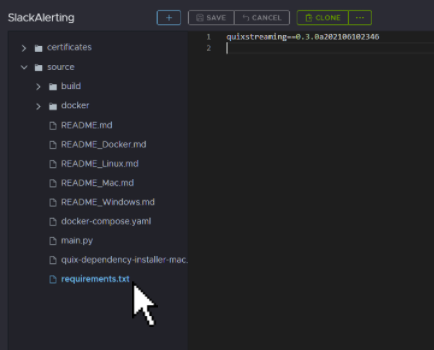 SlackAlerting
+ SAVE CANCEL CLONE ...
certificates
source
build
docker
README.md
README_Docker.md
README_Linux.md
README_Mac.md
README_Windows.md
docker-compose.yaml
main.py
quix-dependency-installer-mac.
requirements.txt
1 quixstreaming==0.3.0a202106102346
2